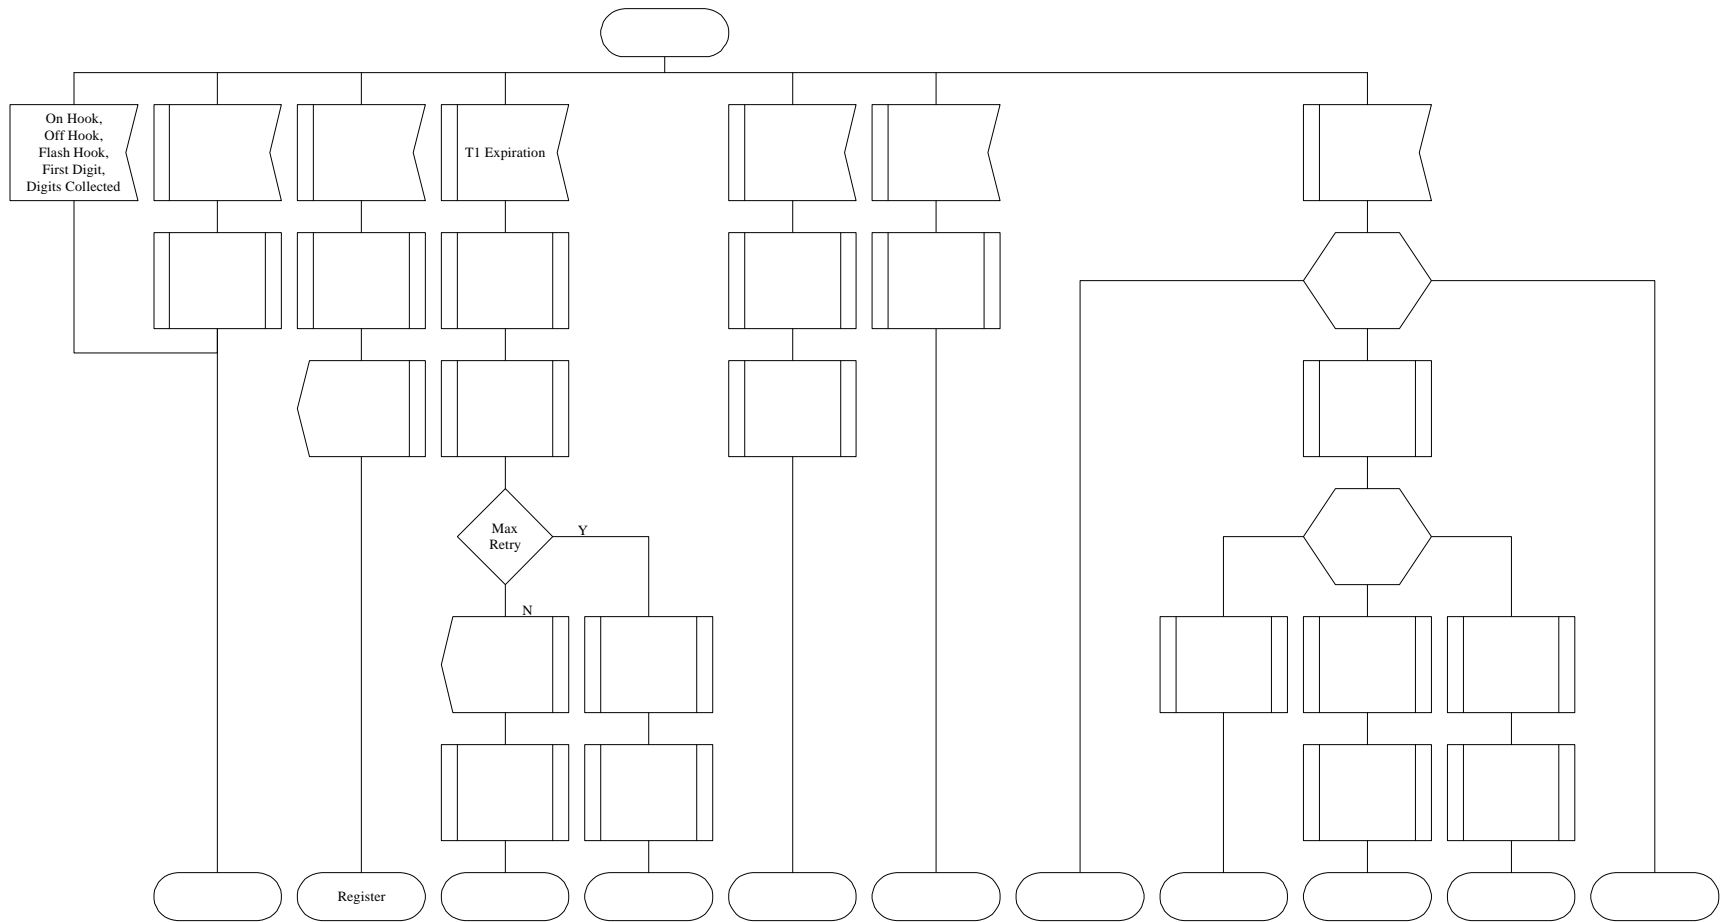 On Hook,
Off Hook,
Flash Hook,
First Digit,
Digits Collected
T1 Expiration
Max
Retry
Y
N
Register